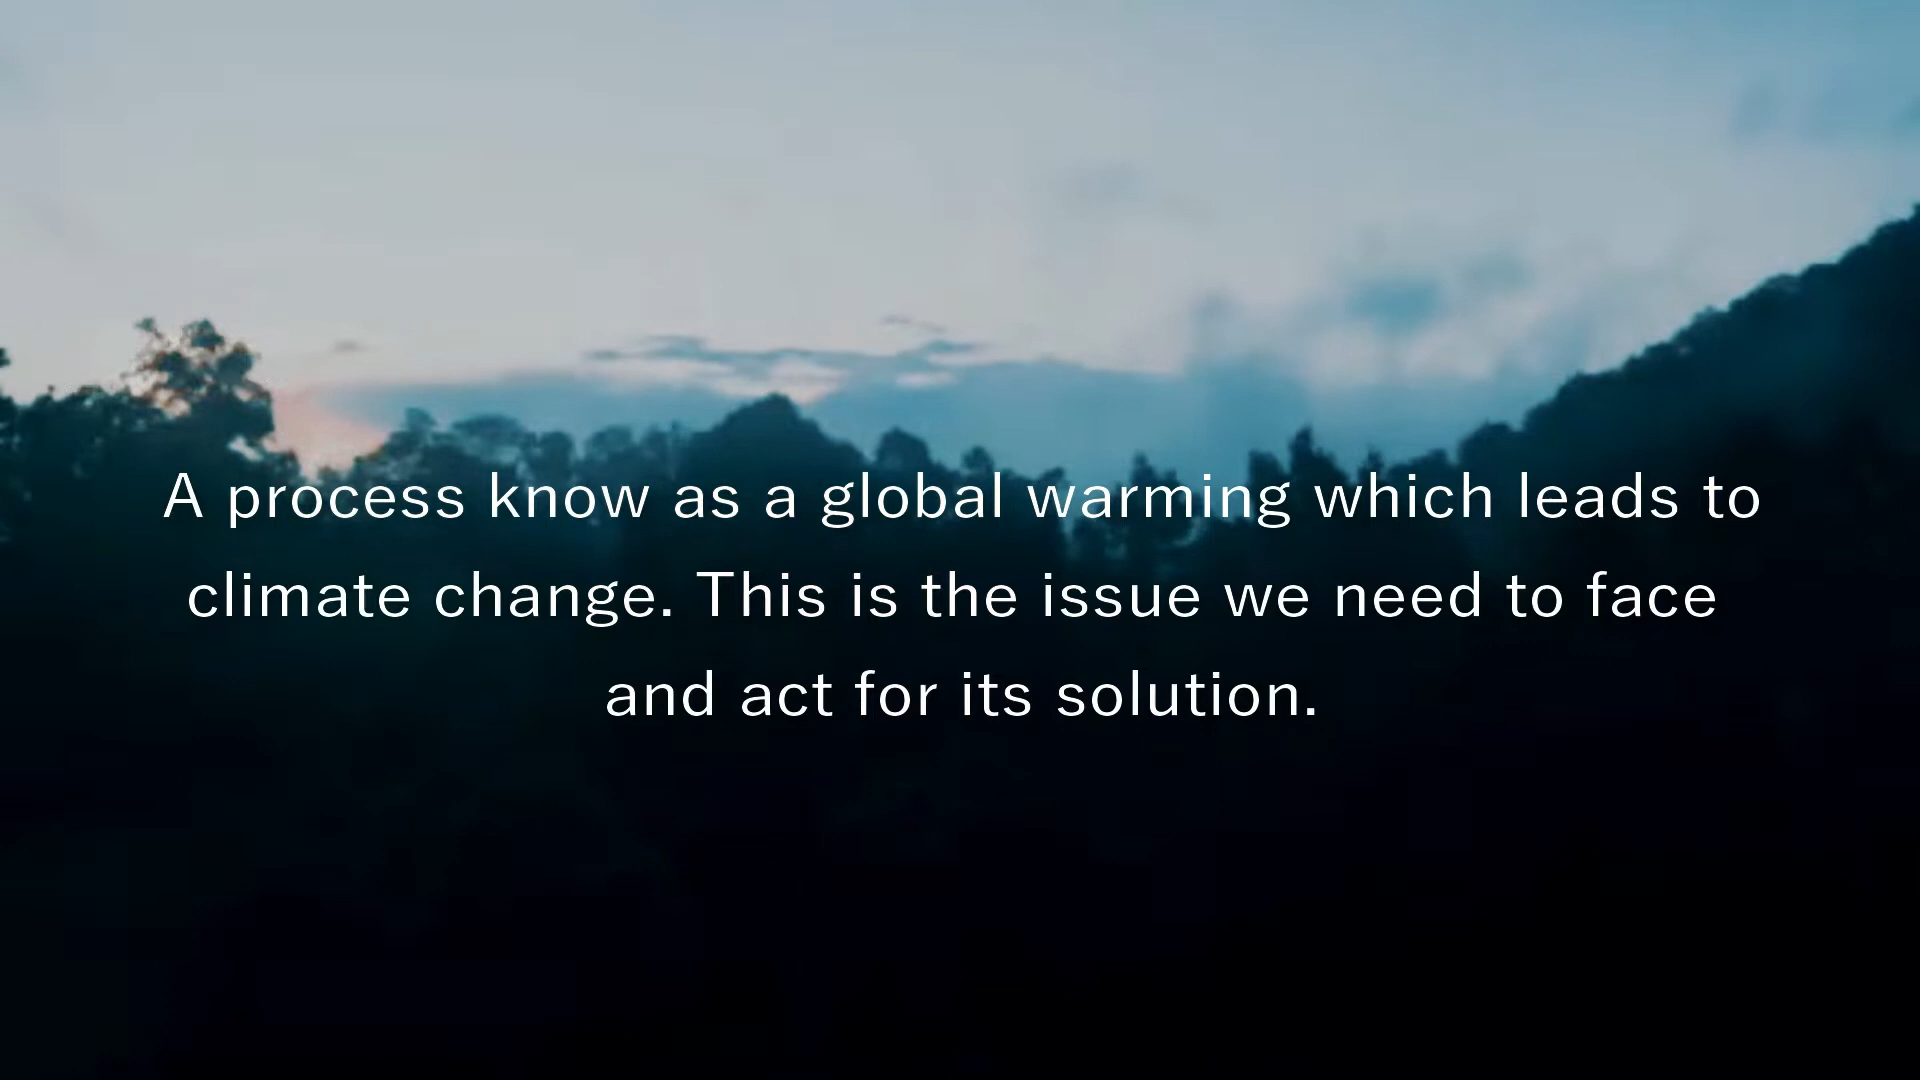 A process know as a global warming which leads to
climate change. This is the issue we need to face
and act for its solution.